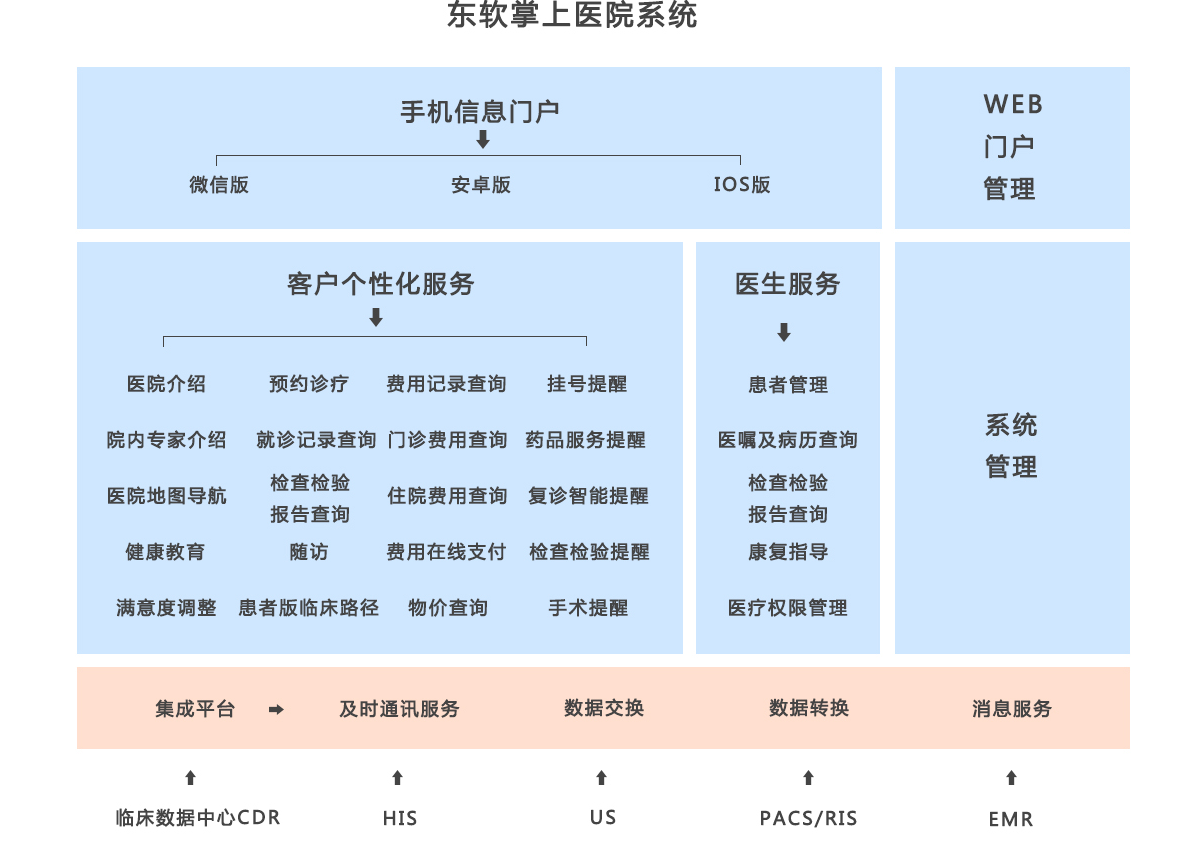 东软掌上医院系统
手机信息门户
微信版
安卓版
IOS版
WEB
门户
管理
客户个性化服务
医院介绍
预约诊疗
费用记录查询
挂号提醒
院内专家介绍
就诊记录查询
门诊费用查询
药品服务提醒
医院地图导航
检查检验
报告查询
住院费用查询
复诊智能提醒
健康教育
随访
费用在线支付
检查检验提醒
满意度调整
患者版临床路径
物价查询
手术提醒
医生服务
患者管理
医嘱及病历查询
检查检验
报告查询
康复指导
医疗权限管理
系统
管理
集成平台
及时通讯服务
数据交换
数据转换
消息服务
临床数据中心CDR
HIS
US
PACS/RIS
EMR